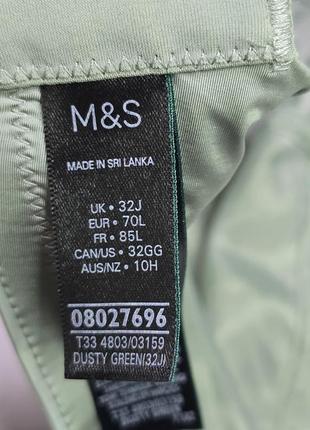 M&S
MADE IN SRI LANKA
UK • 32J
EUR • 70L
FR • 85L
CAN/US • 32GG
AUS/NZ • 10H
08027696
T33 4803/03159
DUSTY GREEN(32J)